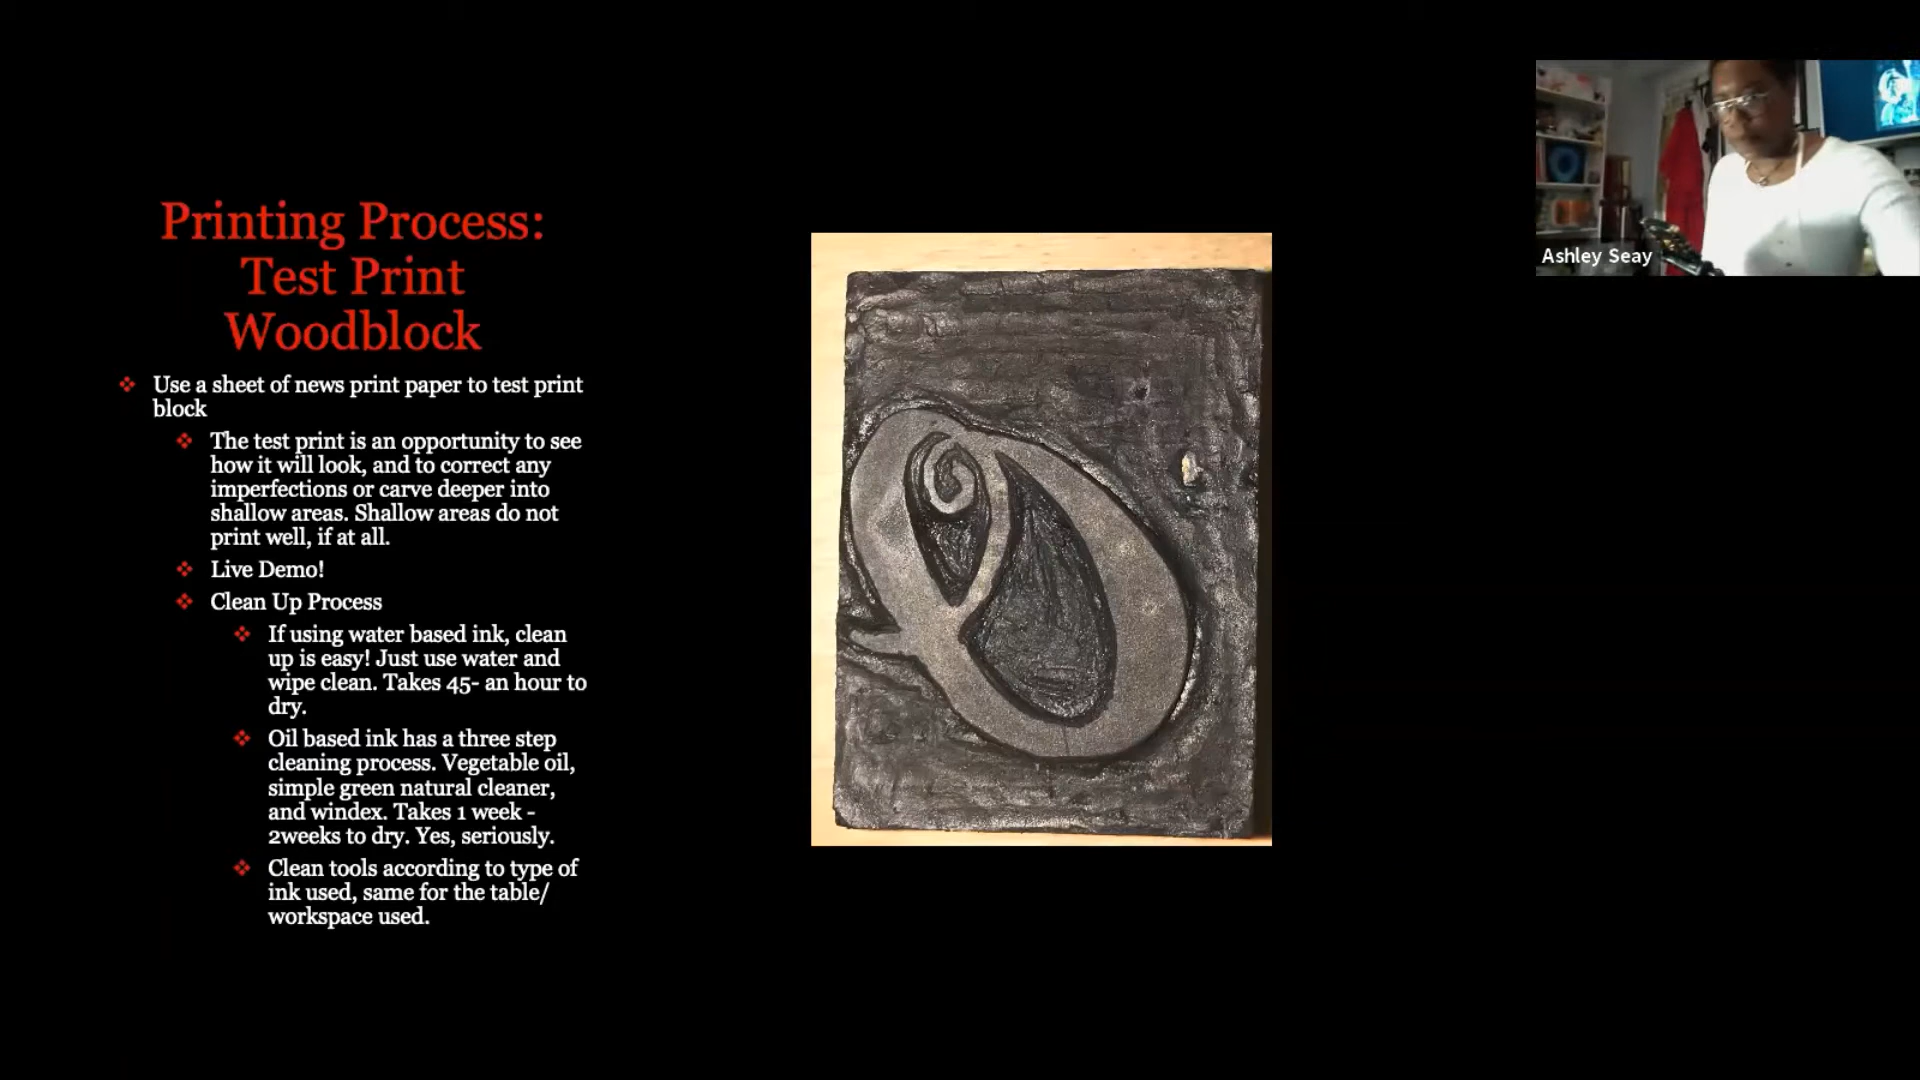 Printing Process:
Test Print
Woodblock
Use a sheet of news print paper to test print
block
The test print is an opportunity to see
how it will look, and to correct any
imperfections or carve deeper into
shallow areas. Shallow areas do not
print well, if at all.
Live Demo!
Clean Up Process
If using water based ink, clean
up is easy! Just use water and
wipe clean. Takes 45- an hour to
dry.
Oil based ink has a three step
cleaning process. Vegetable oil,
simple green natural cleaner,
and windex. Takes 1 week -
2weeks to dry. Yes, seriously.
Clean tools according to type of
ink used, same for the table/
workspace used.
Ashley Seay